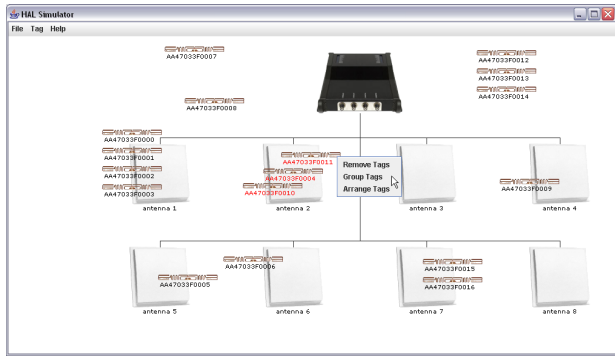 HAL Simulator
File Tag Help
AA47033F0007
AA47033F0012
AA47033F0013
AA47033F0014
AA47033F0008
AA47033F0000
AA47033F0001
AA47033F0002
AA47033F0003
AA47033F0011
AA47033F0004
AA47033F0010
Remove Tags
Group Tags
Arrange Tags
AA47033F0009
antenna 1
antenna 2
antenna 3
antenna 4
AA47033F0006
AA47033F0005
AA47033F0015
AA47033F0016
antenna 5
antenna 6
antenna 7
antenna 8